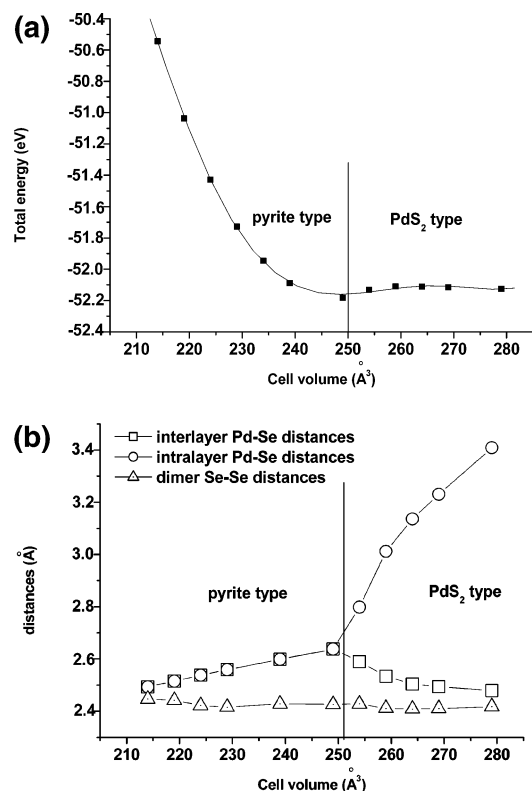 (a)
-50.4
-50.6
-50.8
-51.0
-51.2
-51.4
-51.6
-51.8
-52.0
-52.2
-52.4
Total energy (eV)
pyrite type
PdS2 type
210 220 230 240 250 260 270 280
Cell volume (Å3)
(b)
interlayer Pd-Se distances
intralayer Pd-Se distances
dimer Se-Se distances
3.4
3.2
3.0
2.8
2.6
2.4
distances (Å)
pyrite type
PdS2 type
210 220 230 240 250 260 270 280
Cell volume (Å3)